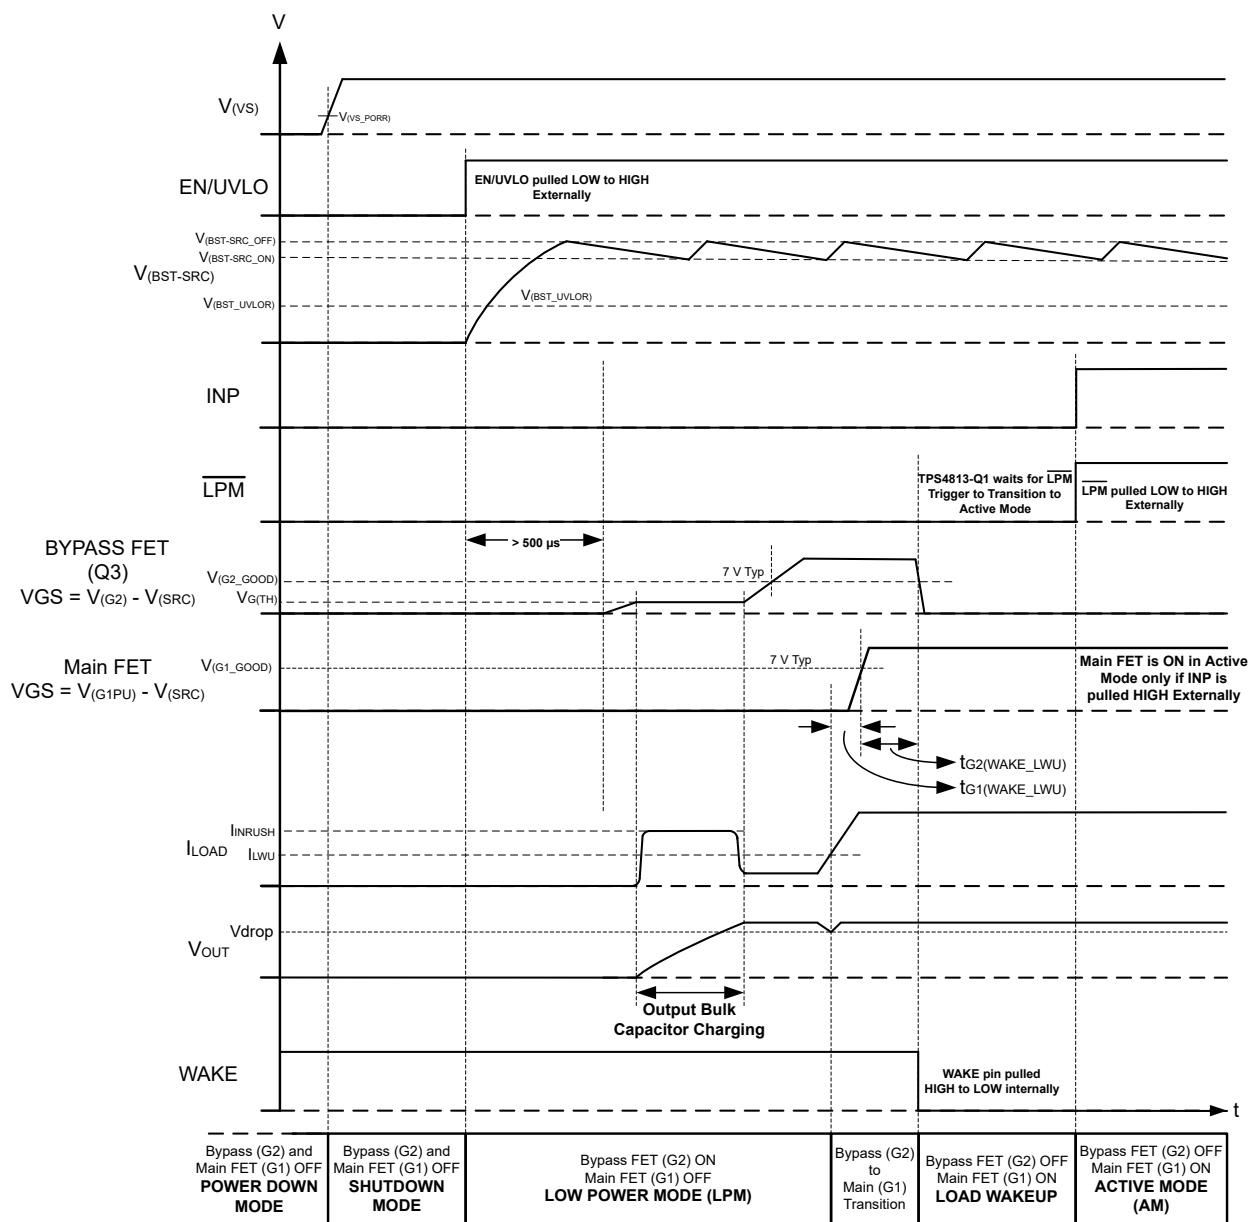 V
V(VS)
V(VS_PORR)
EN/UVLO
EN/UVLO pulled LOW to HIGH
Externally
V(BST-SRC_OFF)
V(BST-SRC_ON)
V(BST-SRC)
V(BST_UVLOR)
V(BST_UVLOR)
INP
LPM
TPS4813-Q1 waits for LPM
Trigger to Transition to
Active Mode
LPM pulled LOW to HIGH
Externally
> 500 µs
BYPASS FET
(Q3)
VGS = V(G2) - V(SRC)
V(G2_GOOD)
VG(TH)
7 V Typ
Main FET
VGS = V(G1PU) - V(SRC)
V(G1_GOOD)
7 V Typ
Main FET is ON in Active
Mode only if INP is
pulled HIGH Externally
tG2(WAKE_LWU)
tG1(WAKE_LWU)
IINRUSH
ILOAD
ILWU
Vdrop
VOUT
Output Bulk
Capacitor Charging
WAKE
WAKE pin pulled
HIGH to LOW internally
t
Bypass (G2) and
Main FET (G1) OFF
POWER DOWN
MODE
Bypass (G2) and
Main FET (G1) OFF
SHUTDOWN
MODE
Bypass FET (G2) ON
Main FET (G1) OFF
LOW POWER MODE (LPM)
Bypass (G2)
to
Main (G1)
Transition
Bypass FET (G2) OFF
Main FET (G1) ON
LOAD WAKEUP
Bypass FET (G2) OFF
Main FET (G1) ON
ACTIVE MODE
(AM)